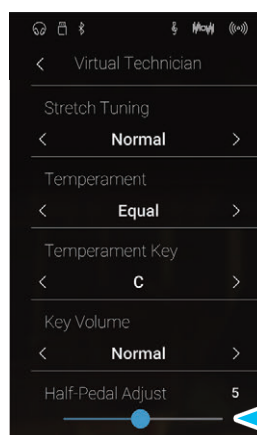 < Virtual Technician
Stretch Tuning
< Normal >
Temperament
< Equal >
Temperament Key
< C >
Key Volume
< Normal >
Half-Pedal Adjust 5